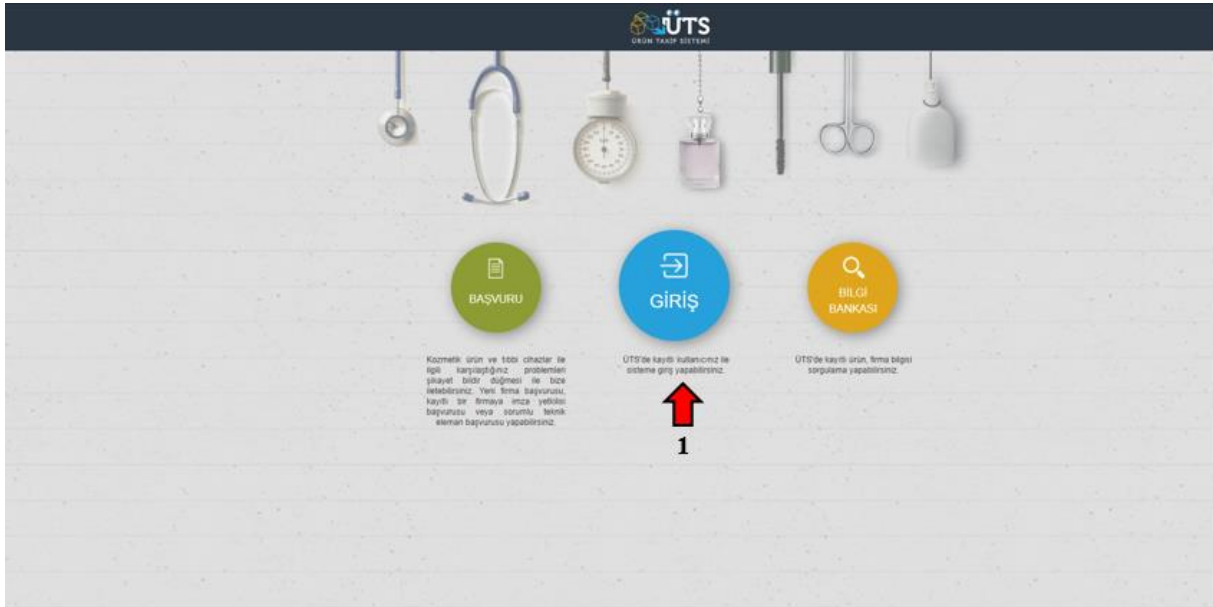 ÜTS
ÜRÜN TAKİP SİSTEMİ
BAŞVURU
GİRİŞ
BİLGİ
BANKASI
Kozmetik ürün ve tıbbi cihazlar ile
ilgili karşılaştığınız problemleri
şikayet bildir düğmesi ile bize
iletebilirsiniz. Yeni firma başvurusu,
kayıtlı bir firmaya imza yetkilisi
başvurusu veya sorumlu teknik
eleman başvurusu yapabilirsiniz.
ÜTS'de kayıtlı kullanıcınız ile
sisteme giriş yapabilirsiniz.
ÜTS'de kayıtlı ürün, firma bilgisi
sorgulama yapabilirsiniz.
1